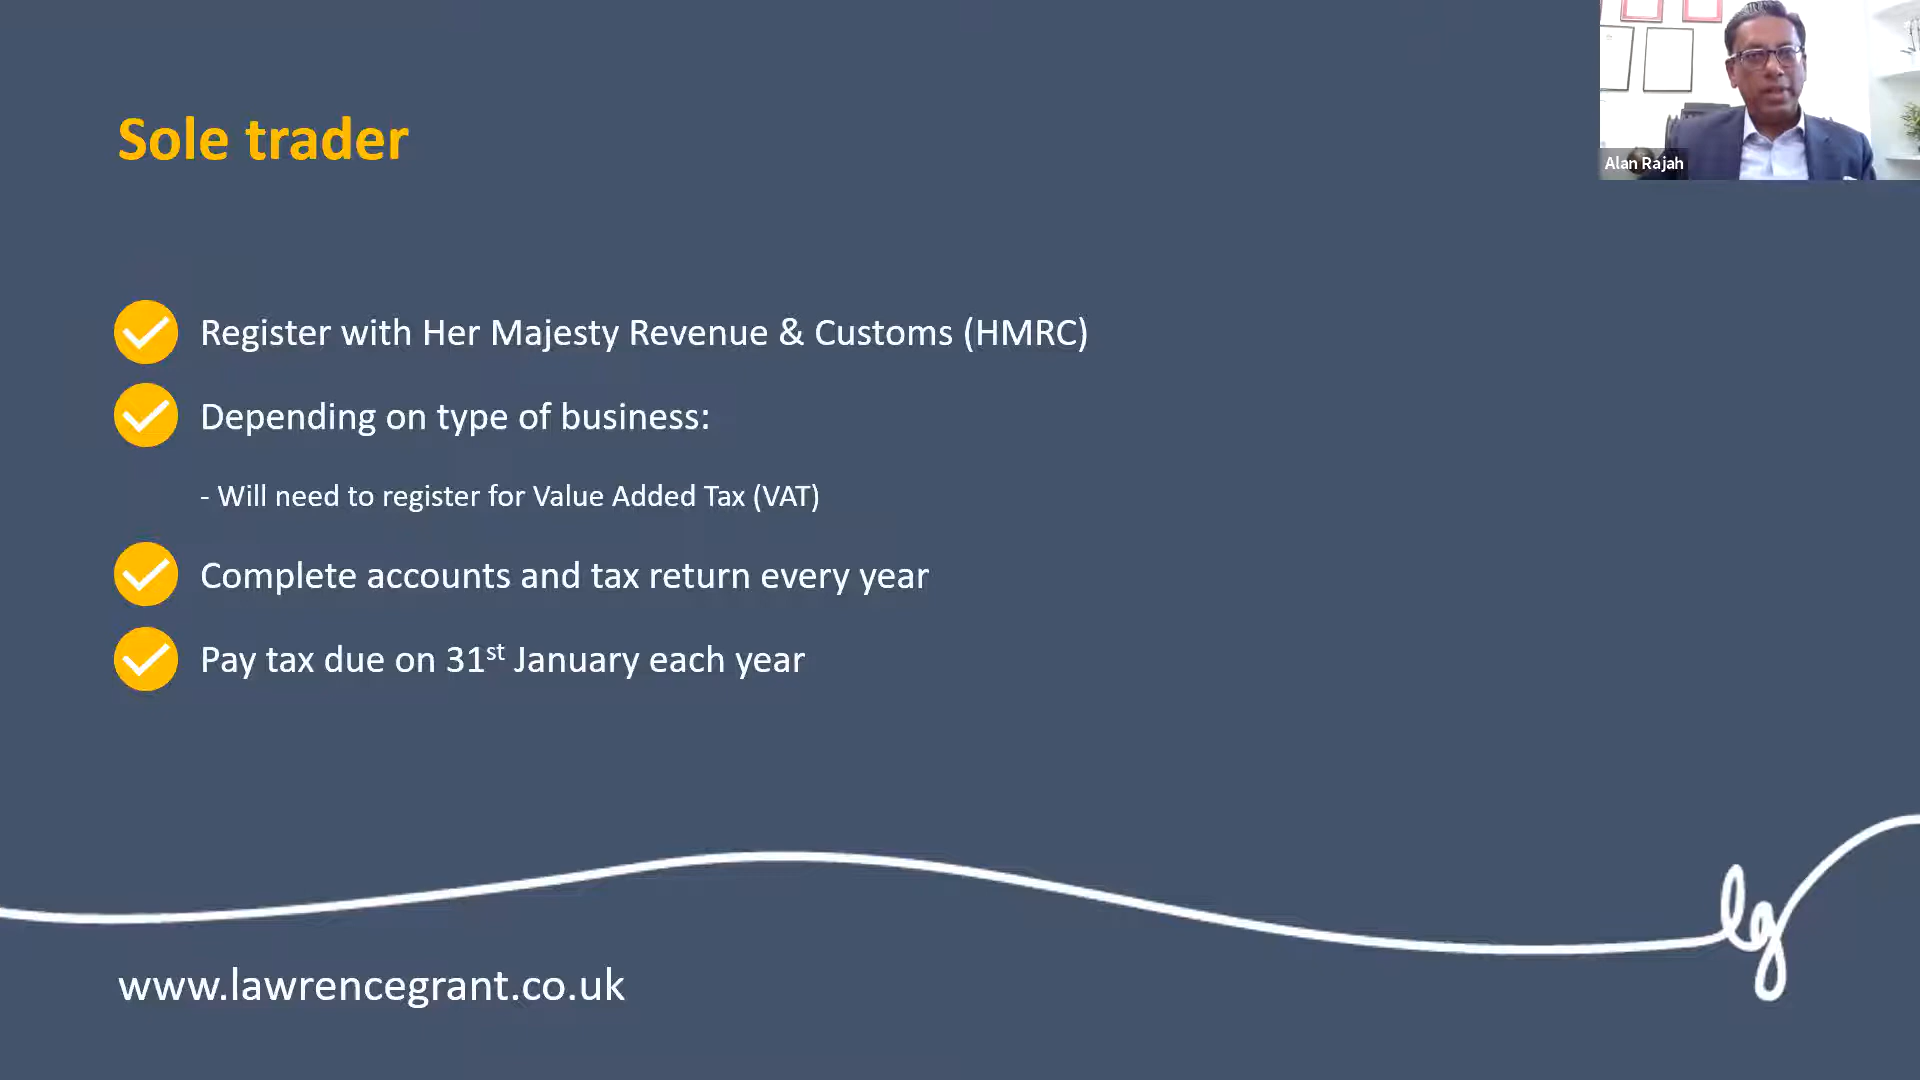 Sole trader
Alan Rajah
Register with Her Majesty Revenue & Customs (HMRC)
Depending on type of business:
- Will need to register for Value Added Tax (VAT)
Complete accounts and tax return every year
Pay tax due on 31st January each year
lg
www.lawrencegrant.co.uk